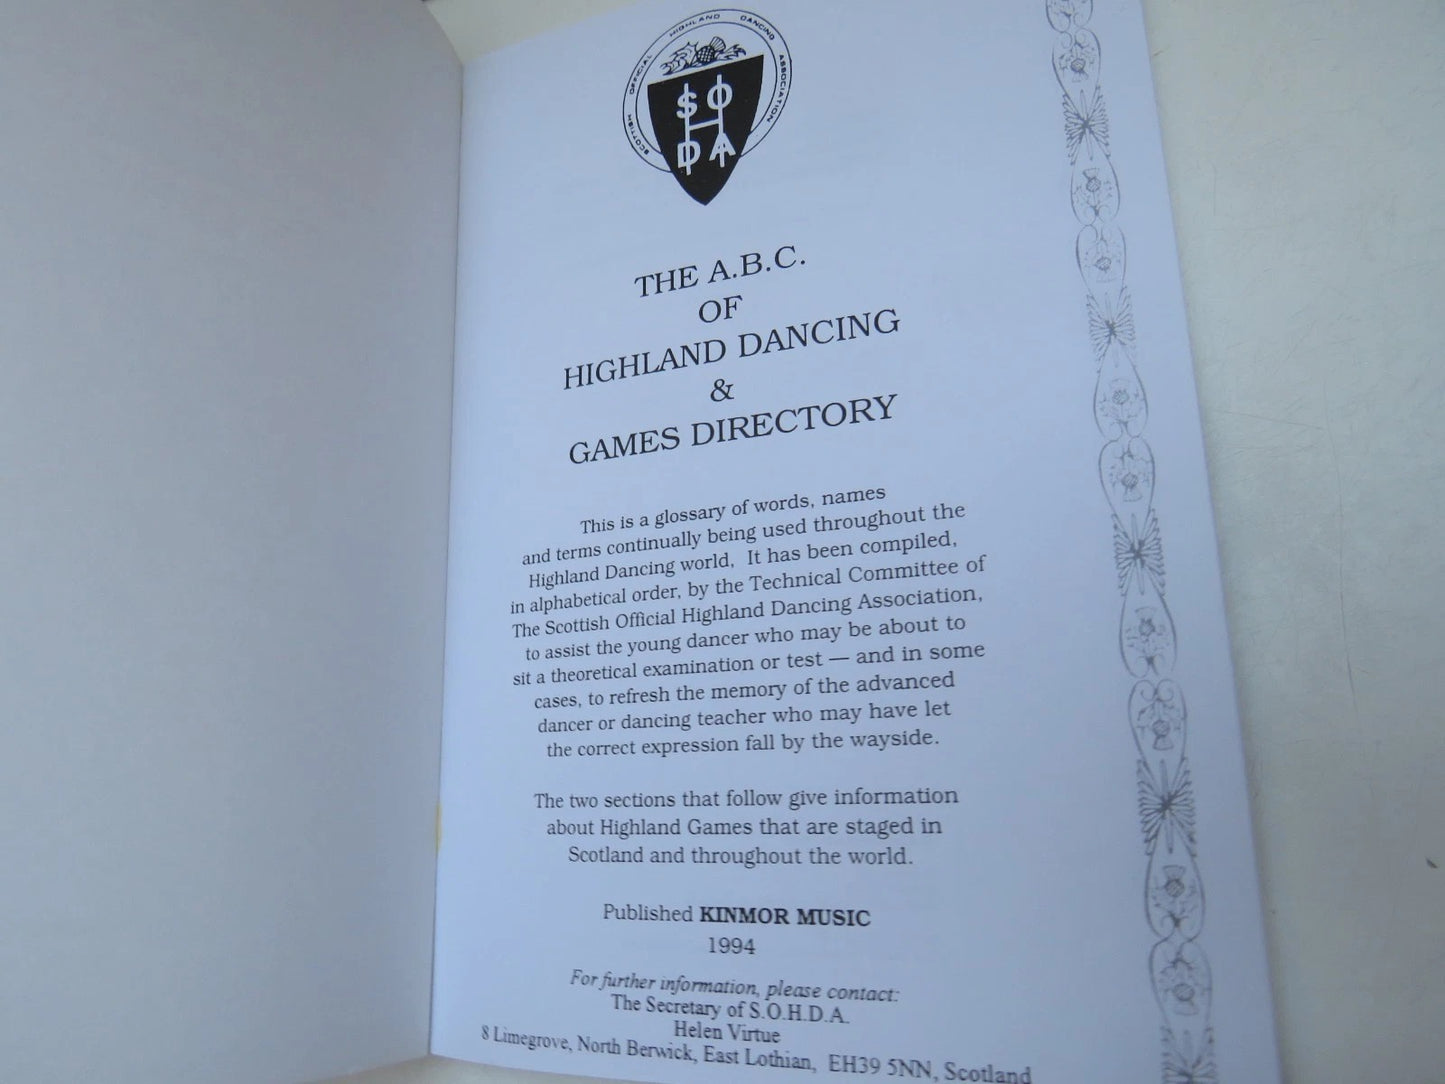 SCOTTISH OFFICIAL HIGHLAND DANCING ASSOCIATION
S O
H
D A
THE A.B.C.
OF
HIGHLAND DANCING
&
GAMES DIRECTORY
This is a glossary of words, names
and terms continually being used throughout the
Highland Dancing world, It has been compiled,
in alphabetical order, by the Technical Committee of
The Scottish Official Highland Dancing Association,
to assist the young dancer who may be about to
sit a theoretical examination or test — and in some
cases, to refresh the memory of the advanced
dancer or dancing teacher who may have let
the correct expression fall by the wayside.
The two sections that follow give information
about Highland Games that are staged in
Scotland and throughout the world.
Published KINMOR MUSIC
1994
For further information, please contact:
The Secretary of S.O.H.D.A.
Helen Virtue
8 Limegrove, North Berwick, East Lothian, EH39 5NN, Scotland